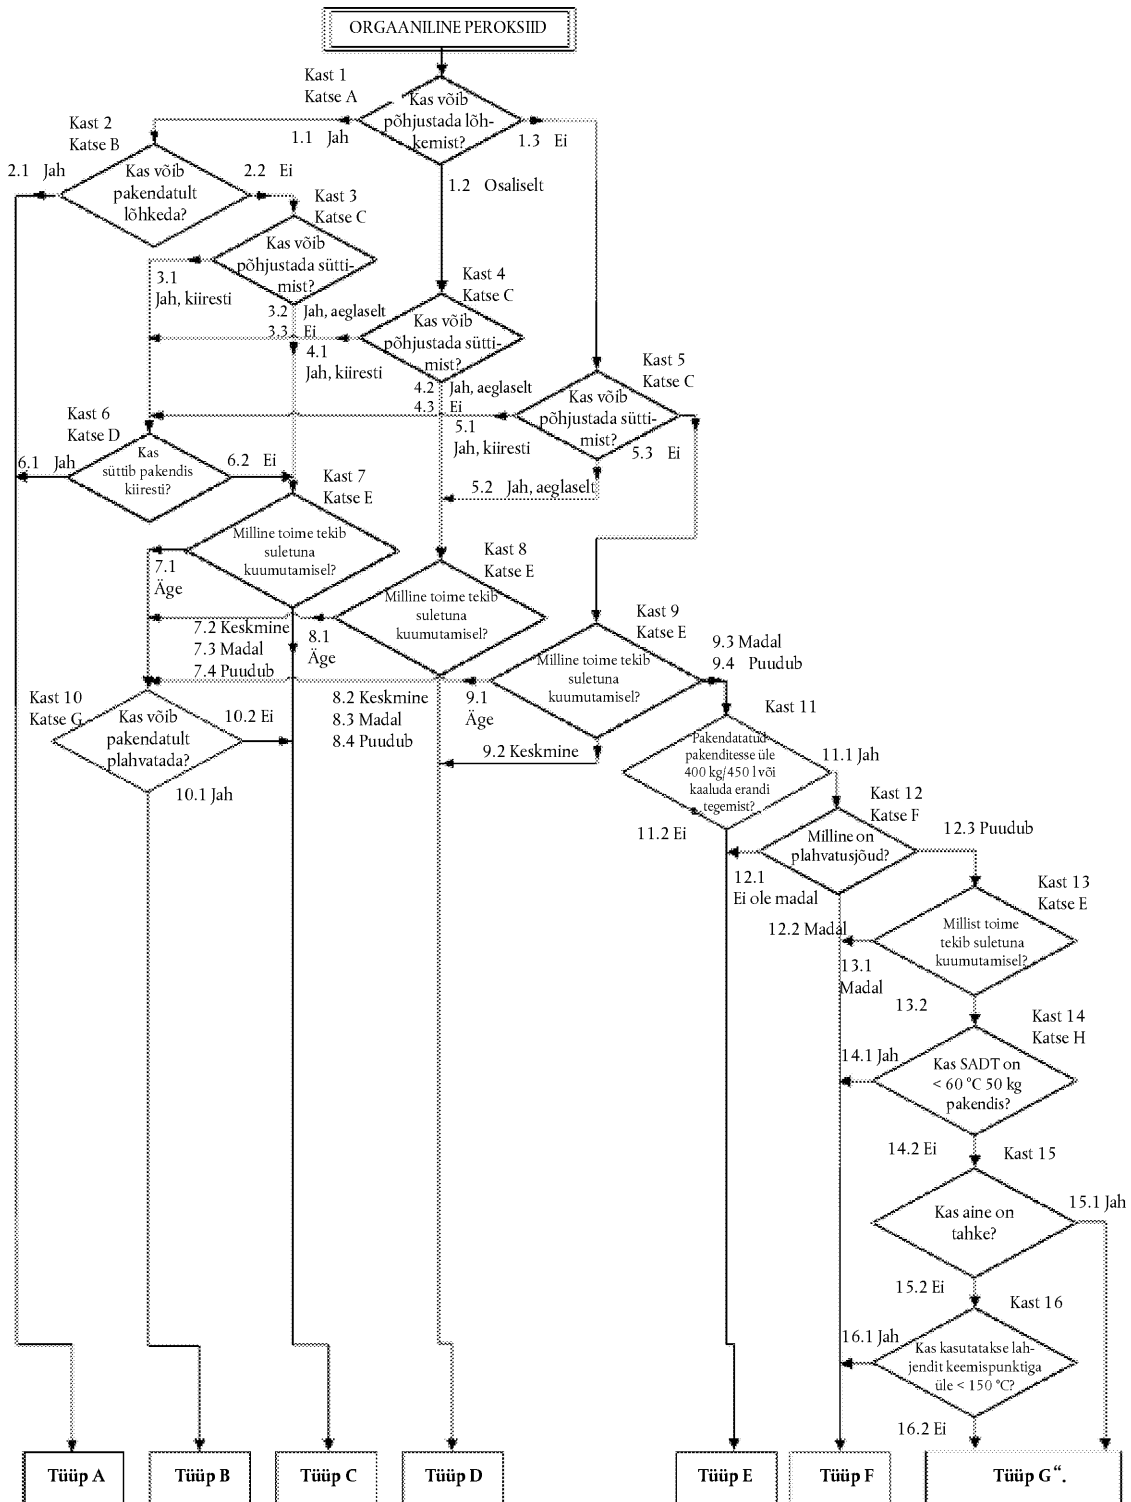 ORGAANILINE PEROKSIID
Kast 1
Katse A
Kas võib
põhjustada lõh-
kemist?
1.1 Jah
1.3 Ei
1.2 Osaliselt
Kast 2
Katse B
2.1 Jah
2.2 Ei
Kas võib
pakendatult
lõhkeda?
Kast 3
Katse C
Kas võib
põhjustada sütti-
mist?
3.1
Jah, kiiresti
3.2 Jah, aeglaselt
3.3 Ei
Kast 4
Katse C
Kas võib
põhjustada sütti-
mist?
4.1
Jah, kiiresti
4.2 Jah, aeglaselt
4.3 Ei
Kast 5
Katse C
Kas võib
põhjustada sütti-
mist?
5.1
Jah, kiiresti
5.3 Ei
5.2 Jah, aeglaselt
Kast 6
Katse D
Kas
süttib pakendis
kiiresti?
6.1 Jah
6.2 Ei
Kast 7
Katse E
Milline toime tekib
suletuna
kuumutamisel?
7.1
Äge
7.2 Keskmine
7.3 Madal
7.4 Puudub
Kast 8
Katse E
Milline toime tekib
suletuna
kuumutamisel?
8.1
Äge
8.2 Keskmine
8.3 Madal
8.4 Puudub
Kast 9
Katse E
Milline toime tekib
suletuna
kuumutamisel?
9.1
Äge
9.2 Keskmine
9.3 Madal
9.4 Puudub
Kast 10
Katse G
Kas võib
pakendatult
plahvatada?
10.2 Ei
10.1 Jah
Kast 11
Pakendatatud
pakenditesse üle
400 kg/450 l või
kaaluda erandi
tegemist?
11.1 Jah
11.2 Ei
Kast 12
Katse F
Milline on
plahvatusjõud?
12.3 Puudub
12.1
Ei ole madal
12.2 Madal
Kast 13
Katse E
Millist toime
tekib suletuna
kuumutamisel?
13.1
Madal
13.2
Kast 14
Katse H
Kas SADT on
< 60 °C 50 kg
pakendis?
14.1 Jah
14.2 Ei
Kast 15
Kas aine on
tahke?
15.1 Jah
15.2 Ei
Kast 16
Kas kasutatakse lah-
jendit keemispunktiga
üle < 150 °C?
16.1 Jah
16.2 Ei
Tüüp A
Tüüp B
Tüüp C
Tüüp D
Tüüp E
Tüüp F
Tüüp G“.